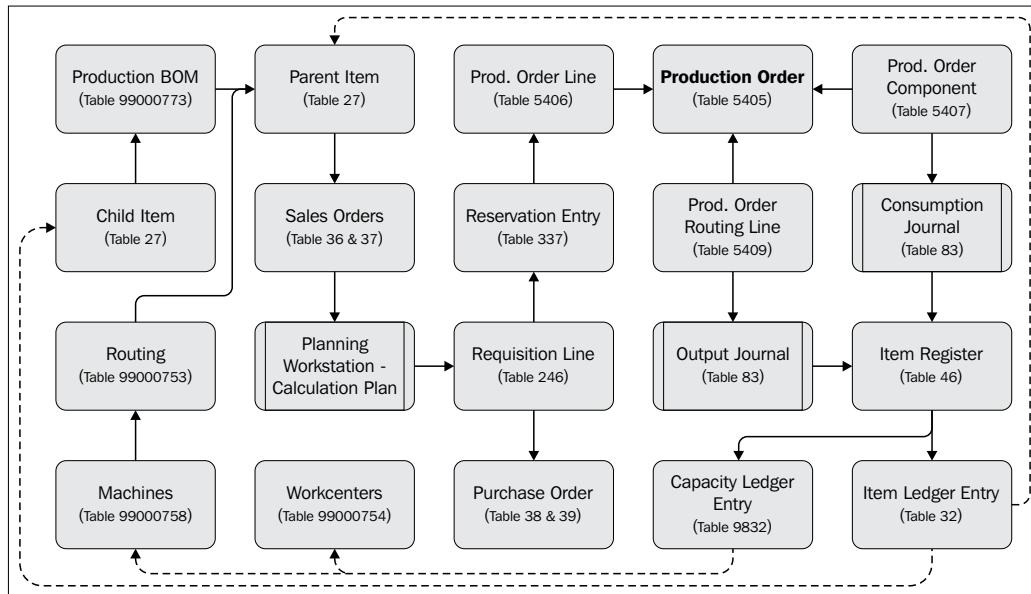 Production BOM
(Table 99000773)
Parent Item
(Table 27)
Prod. Order Line
(Table 5406)
Production Order
(Table 5405)
Prod. Order
Component
(Table 5407)
Child Item
(Table 27)
Sales Orders
(Table 36 & 37)
Reservation Entry
(Table 337)
Prod. Order
Routing Line
(Table 5409)
Consumption
Journal
(Table 83)
Routing
(Table 99000753)
Planning
Workstation -
Calculation Plan
Requisition Line
(Table 246)
Output Journal
(Table 83)
Item Register
(Table 46)
Machines
(Table 99000758)
Workcenters
(Table 99000754)
Purchase Order
(Table 38 & 39)
Capacity Ledger
Entry
(Table 9832)
Item Ledger Entry
(Table 32)